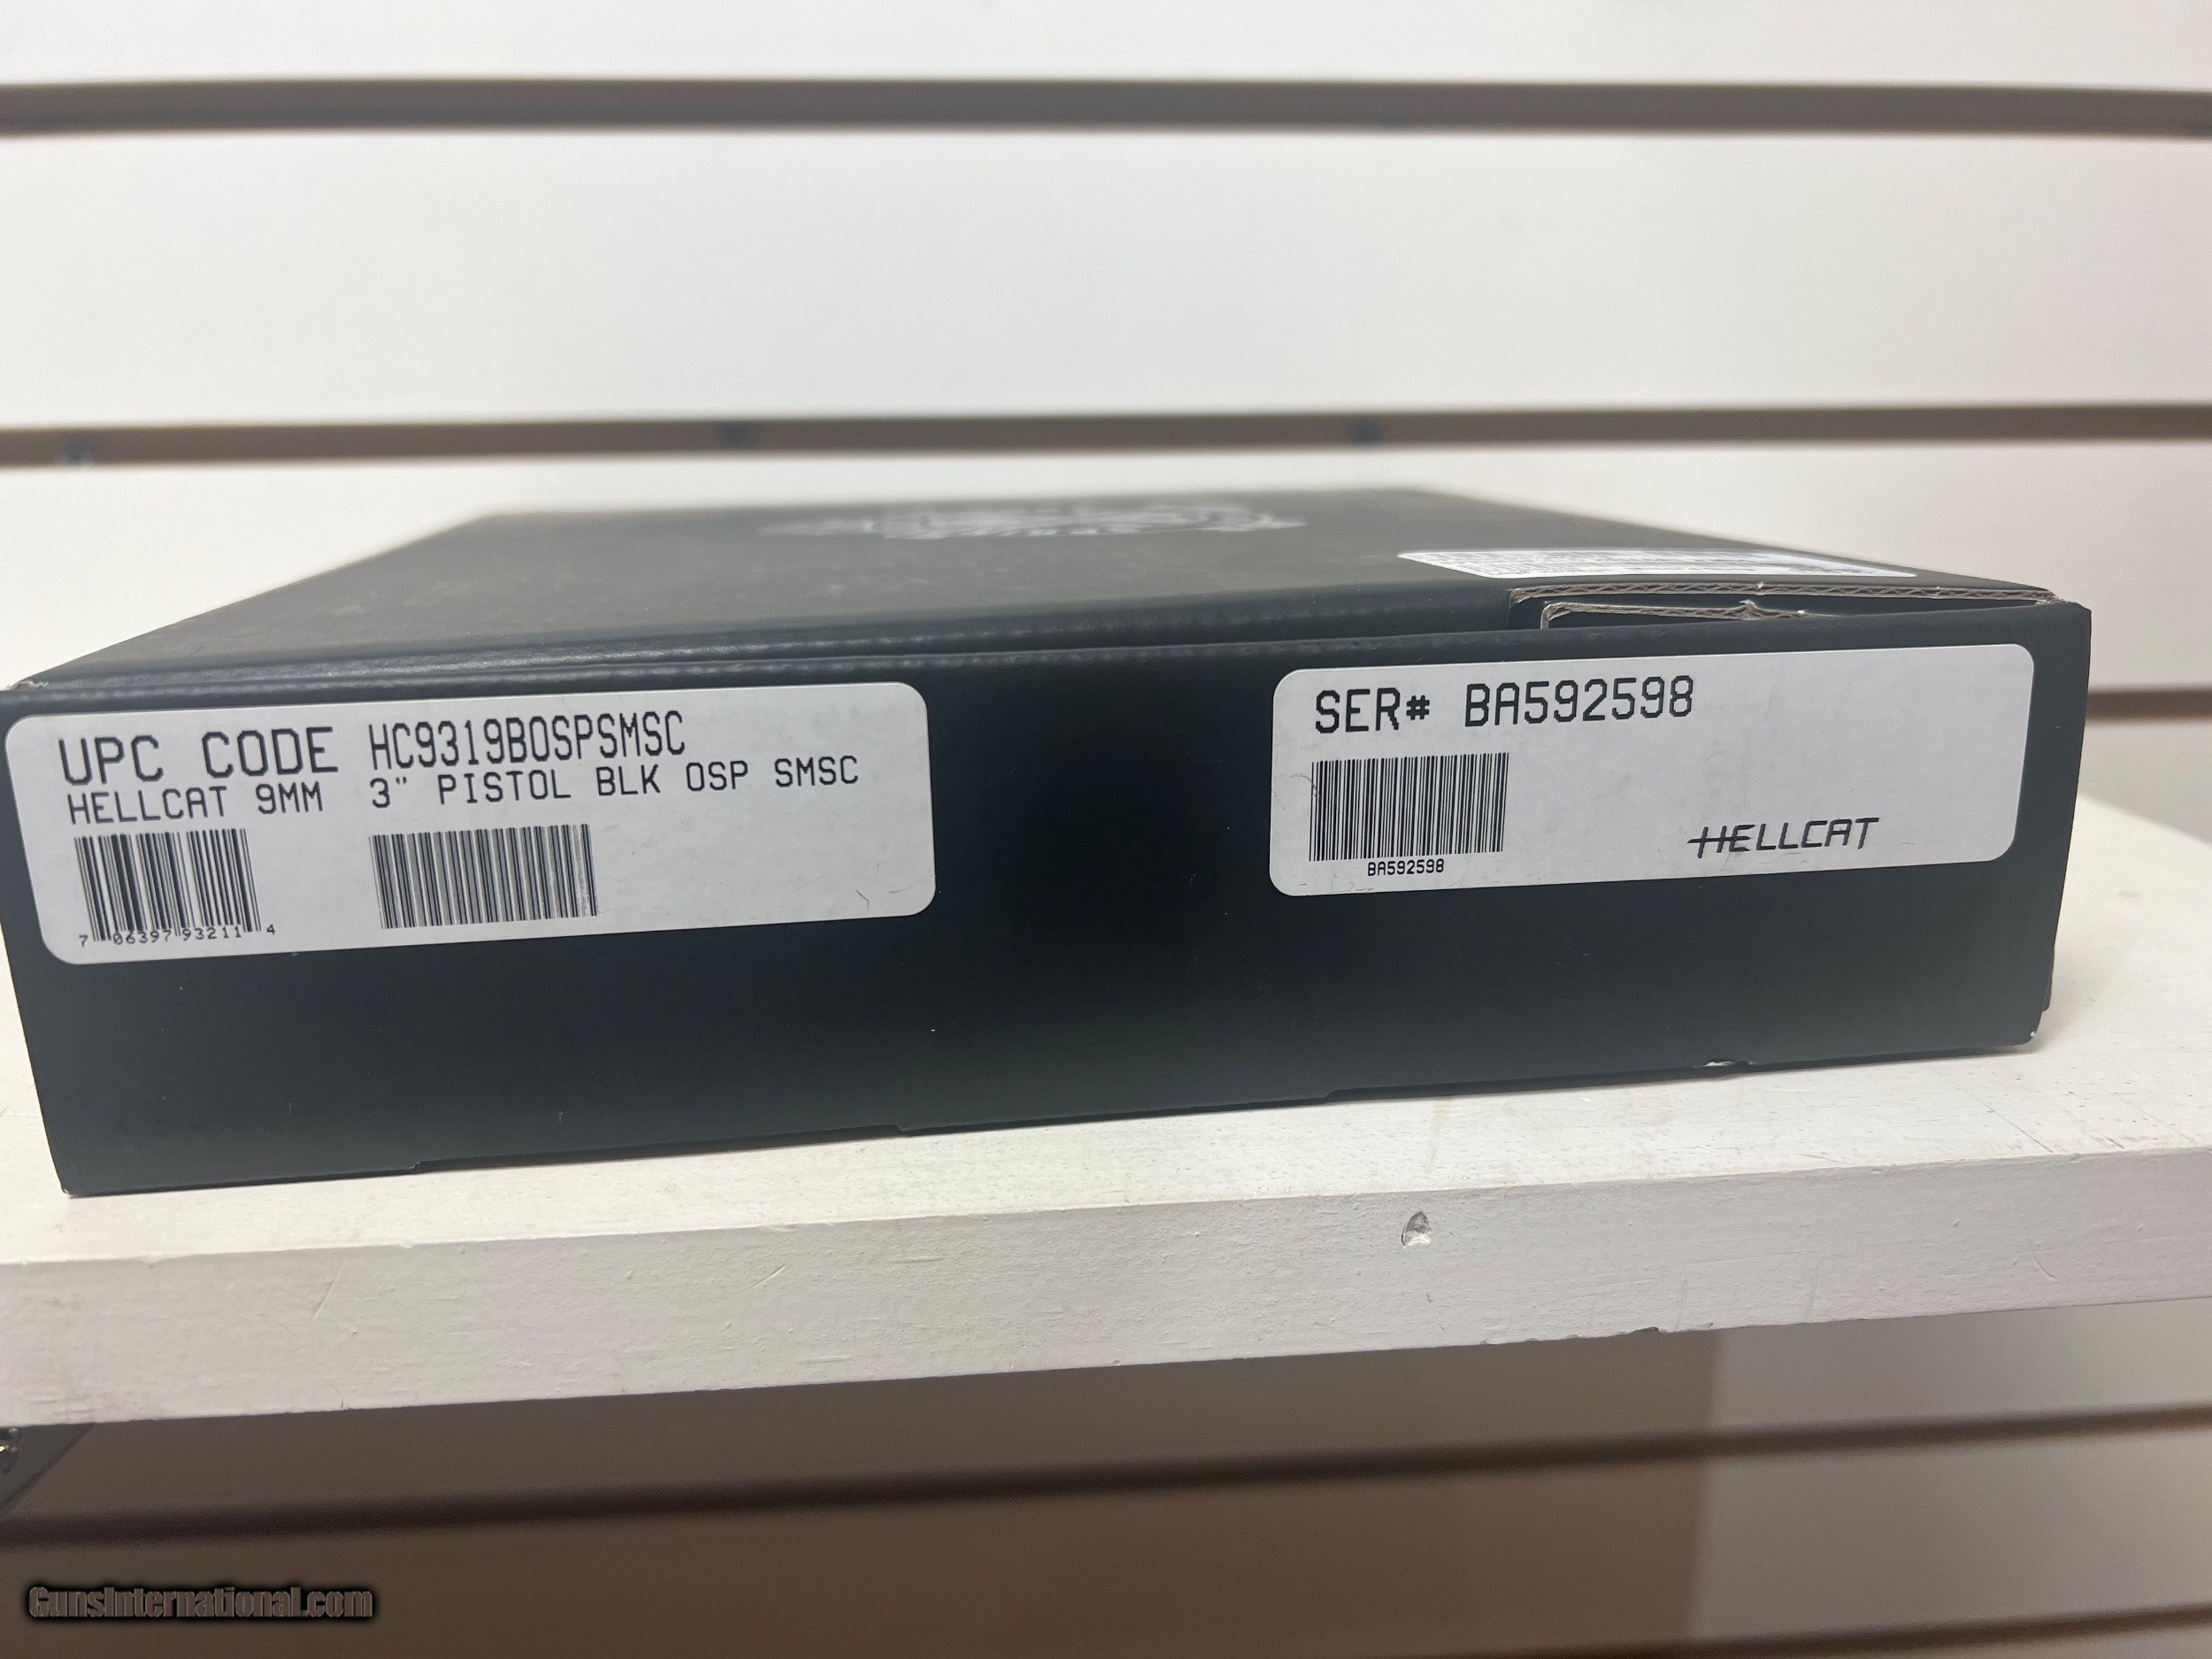 UPC CODE HC9319BOSPSMSC
HELLCAT 9MM 3" PISTOL BLK OSP SMSC
7 06397 93211 4
SER# BA592598
BA592598
HELLCAT
GunsInternational.com